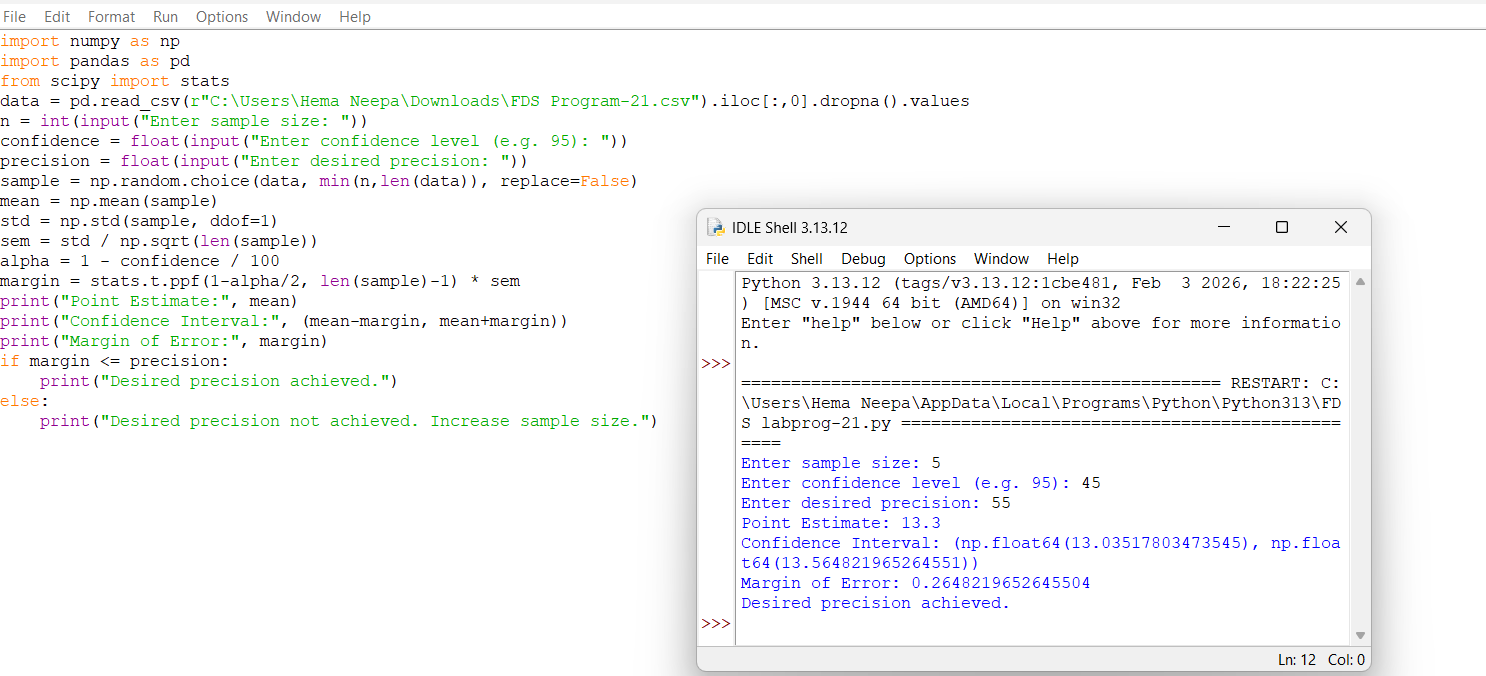 File Edit Format Run Options Window Help
import numpy as np
import pandas as pd
from scipy import stats
data = pd.read_csv(r"C:\Users\Hema Neepa\Downloads\FDS Program-21.csv").iloc[:,0].dropna().values
n = int(input("Enter sample size: "))
confidence = float(input("Enter confidence level (e.g. 95): "))
precision = float(input("Enter desired precision: "))
sample = np.random.choice(data, min(n,len(data)), replace=False)
mean = np.mean(sample)
std = np.std(sample, ddof=1)
sem = std / np.sqrt(len(sample))
alpha = 1 - confidence / 100
margin = stats.t.ppf(1-alpha/2, len(sample)-1) * sem
print("Point Estimate:", mean)
print("Confidence Interval:", (mean-margin, mean+margin))
print("Margin of Error:", margin)
if margin <= precision:
    print("Desired precision achieved.")
else:
    print("Desired precision not achieved. Increase sample size.")
IDLE Shell 3.13.12
File Edit Shell Debug Options Window Help
Python 3.13.12 (tags/v3.13.12:1cbe481, Feb  3 2026, 18:22:25
) [MSC v.1944 64 bit (AMD64)] on win32
Enter "help" below or click "Help" above for more informatio
n.
>>>
================================================ RESTART: C:
\Users\Hema Neepa\AppData\Local\Programs\Python\Python313\FD
S labprog-21.py ============================================
====
Enter sample size: 5
Enter confidence level (e.g. 95): 45
Enter desired precision: 55
Point Estimate: 13.3
Confidence Interval: (np.float64(13.03517803473545), np.floa
t64(13.564821965264551))
Margin of Error: 0.2648219652645504
Desired precision achieved.
>>>
Ln: 12 Col: 0